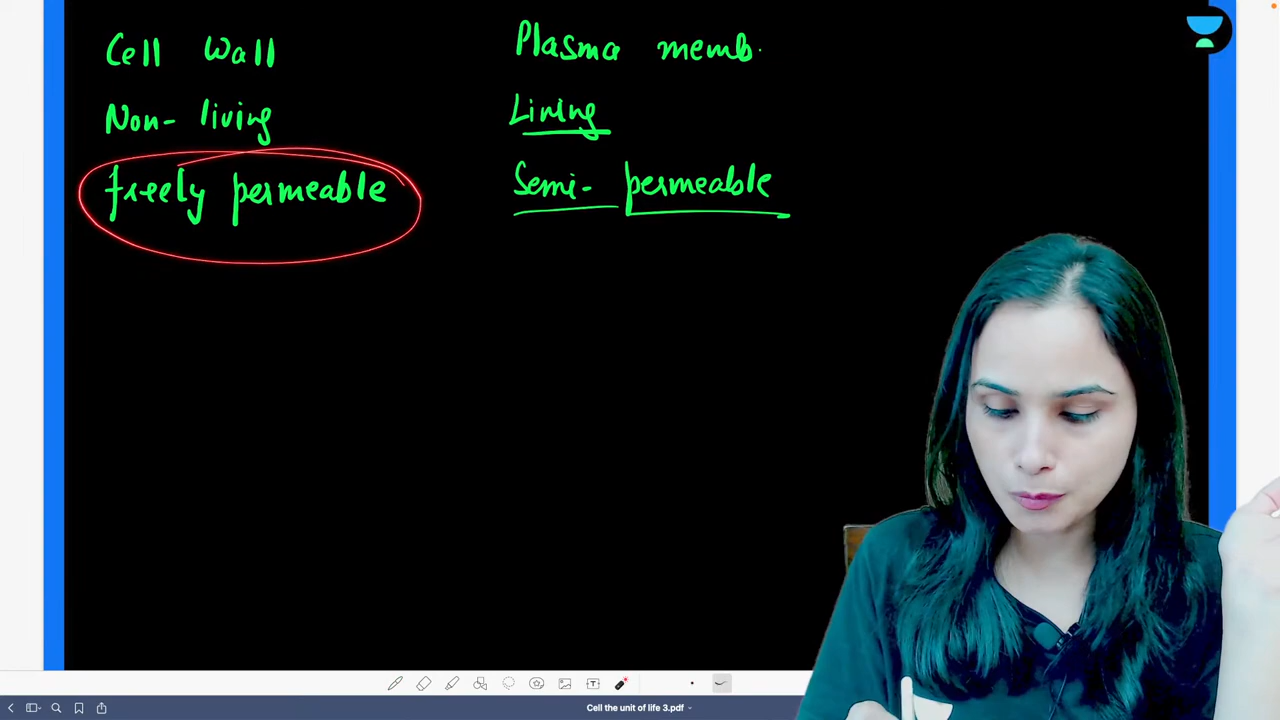 Cell Wall
Plasma memb.
Non-living
Living
freely permeable
Semi-permeable
Cell the unit of life 3.pdf